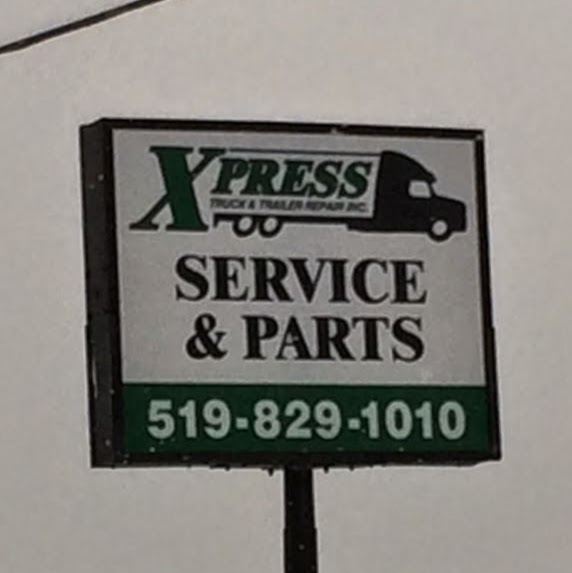 XPRESS
TRUCK & TRAILER REPAIR INC.
SERVICE
& PARTS
519-829-1010